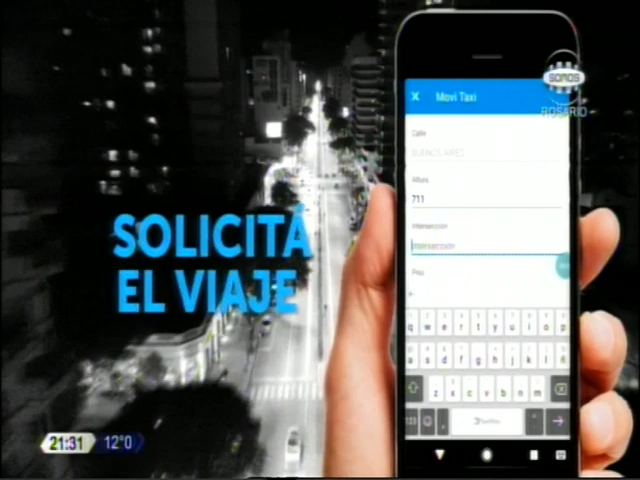 SOMOS
ROSARIO
Movi Taxi
Calle
BUENOS AIRES
Altura
711
Intersección
Intersección
Piso
SOLICITÁ
EL VIAJE
q w e r t y u i o p
a s d f g h j k l ñ
z x c v b n m
21:31 12°0